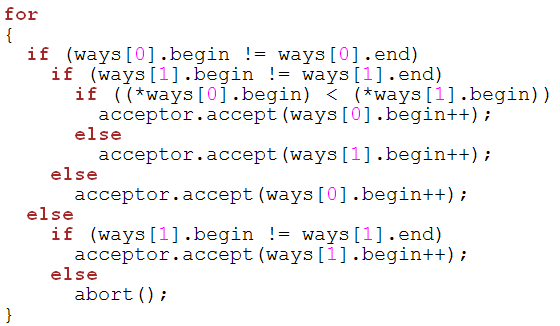 for
{
  if (ways[0].begin != ways[0].end)
    if (ways[1].begin != ways[1].end)
      if ((*ways[0].begin) < (*ways[1].begin))
        acceptor.accept(ways[0].begin++);
      else
        acceptor.accept(ways[1].begin++);
    else
      acceptor.accept(ways[0].begin++);
  else
    if (ways[1].begin != ways[1].end)
      acceptor.accept(ways[1].begin++);
    else
      abort();
}